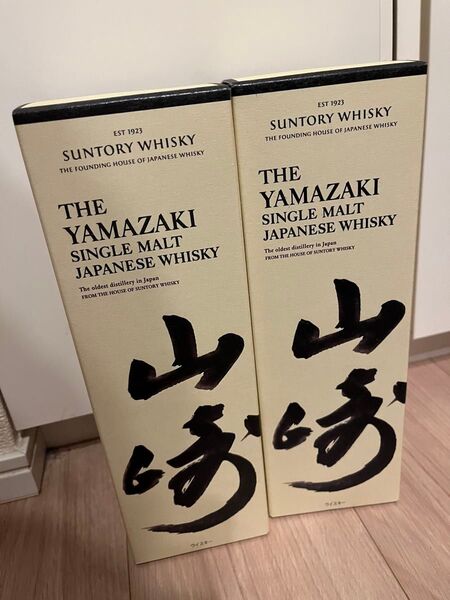 EST 1923
SUNTORY WHISKY
THE FOUNDING HOUSE OF JAPANESE WHISKY
THE
YAMAZAKI
SINGLE MALT
JAPANESE WHISKY
The oldest distillery in Japan
FROM THE HOUSE OF SUNTORY WHISKY
山崎
ウイスキー
EST 1923
SUNTORY WHISKY
THE FOUNDING HOUSE OF JAPANESE WHISKY
THE
YAMAZAKI
SINGLE MALT
JAPANESE WHISKY
The oldest distillery in Japan
FROM THE HOUSE OF SUNTORY WHISKY
山崎
ウイスキー